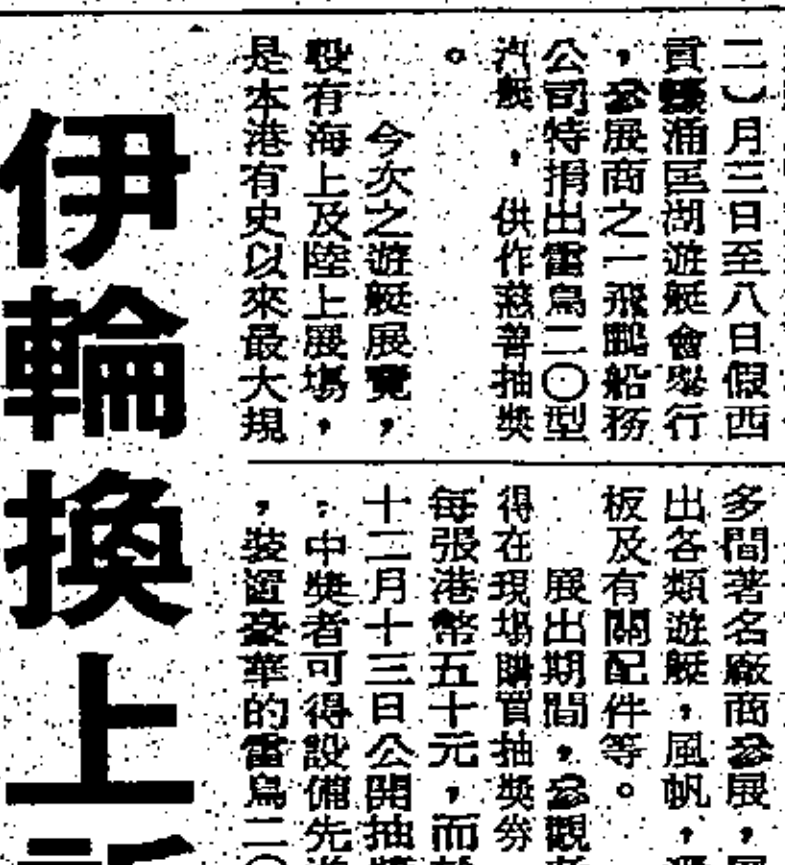 二）月三日至八日假西
貢蠔涌匡湖遊艇會舉行
，參展商之一飛鵬船務
公司特捐出雷鳥二〇型
汽艇，供作慈善抽獎
。
今次之遊艇展覽，
設有海上及陸上展場，
是本港有史以來最大規
多間著名廠商參展，
出各類遊艇，風帆，
板及有關配件等。
展出期間，參觀
得在現場購買抽獎券
每張港幣五十元，而
十二月十三日公開抽
，中獎者可得設備先
，裝置豪華的雷鳥二
伊輪換上